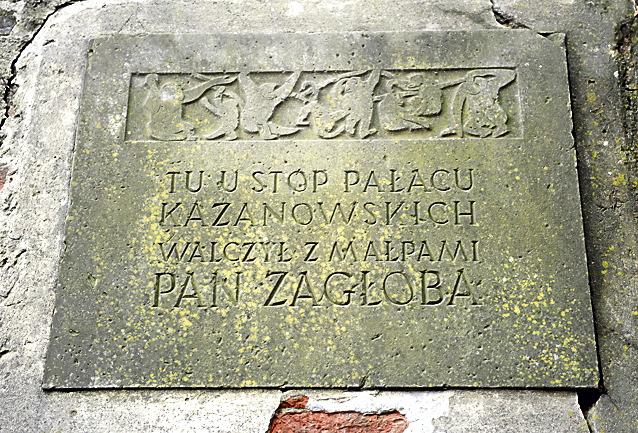 TU U STÓP PAŁACU
KAZANOWSKICH
WALCZYŁ Z MAŁPAMI
PAN ZAGŁOBA